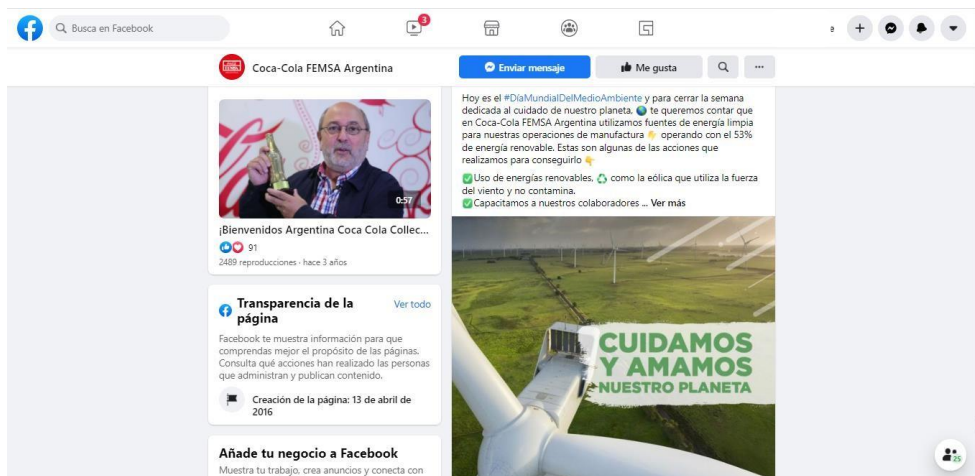 Busca en Facebook
3
e
Coca-Cola FEMSA Argentina
Enviar mensaje
Me gusta
0:57
¡Bienvenidos Argentina Coca Cola Collec...
91
2489 reproducciones · hace 3 años
Transparencia de la
página
Ver todo
Facebook te muestra información para que
comprendas mejor el propósito de las páginas.
Consulta qué acciones han realizado las personas
que administran y publican contenido.
Creación de la página: 13 de abril de
2016
Añade tu negocio a Facebook
Muestra tu trabajo, crea anuncios y conecta con
Hoy es el #DíaMundialDelMedioAmbiente y para cerrar la semana
dedicada al cuidado de nuestro planeta, 🌎 te queremos contar que
en Coca-Cola FEMSA Argentina utilizamos fuentes de energía limpia
para nuestras operaciones de manufactura 👇 operando con el 53%
de energía renovable. Estas son algunas de las acciones que
realizamos para conseguirlo 👇
✅Uso de energías renovables, ♻️ como la eólica que utiliza la fuerza
del viento y no contamina.
✅Capacitamos a nuestros colaboradores ... Ver más
CUIDAMOS
Y AMAMOS
NUESTRO PLANETA
25